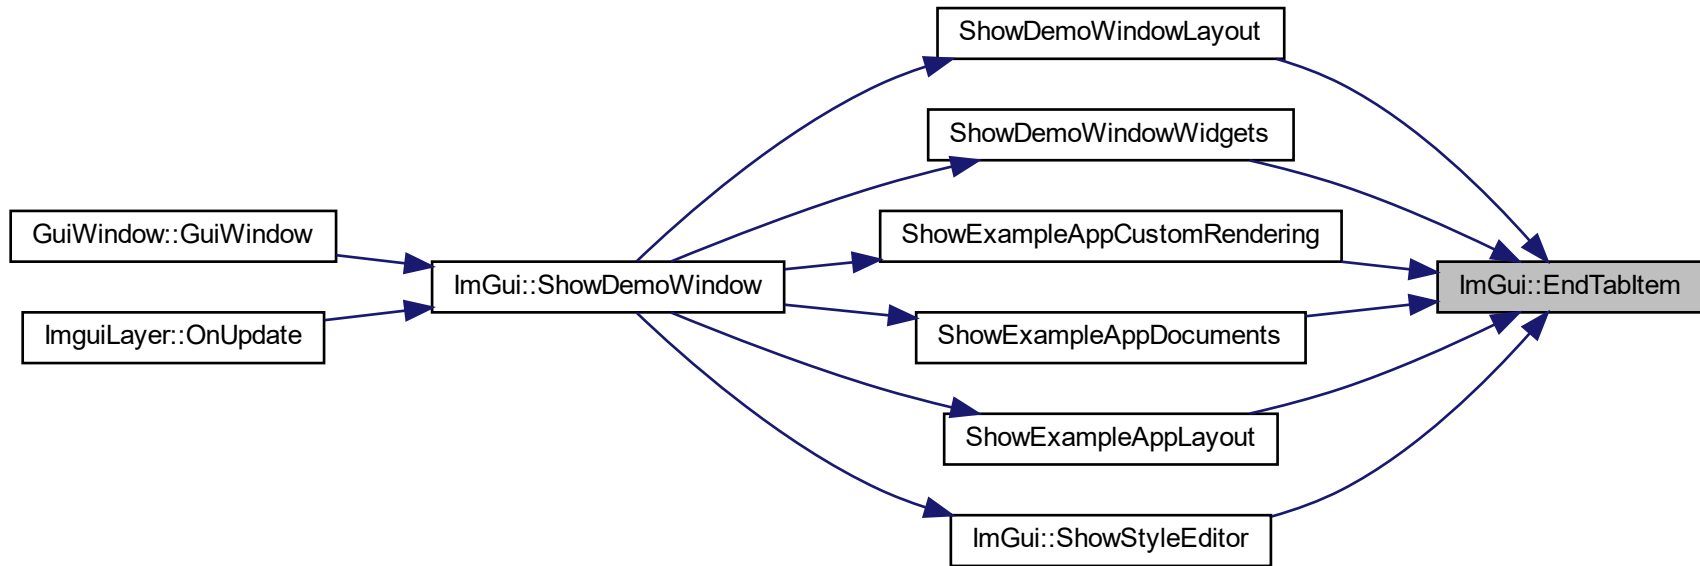 ShowDemoWindowLayout
ShowDemoWindowWidgets
GuiWindow::GuiWindow
ShowExampleAppCustomRendering
ImGui::ShowDemoWindow
ImGui::EndTabItem
ImguiLayer::OnUpdate
ShowExampleAppDocuments
ShowExampleAppLayout
ImGui::ShowStyleEditor